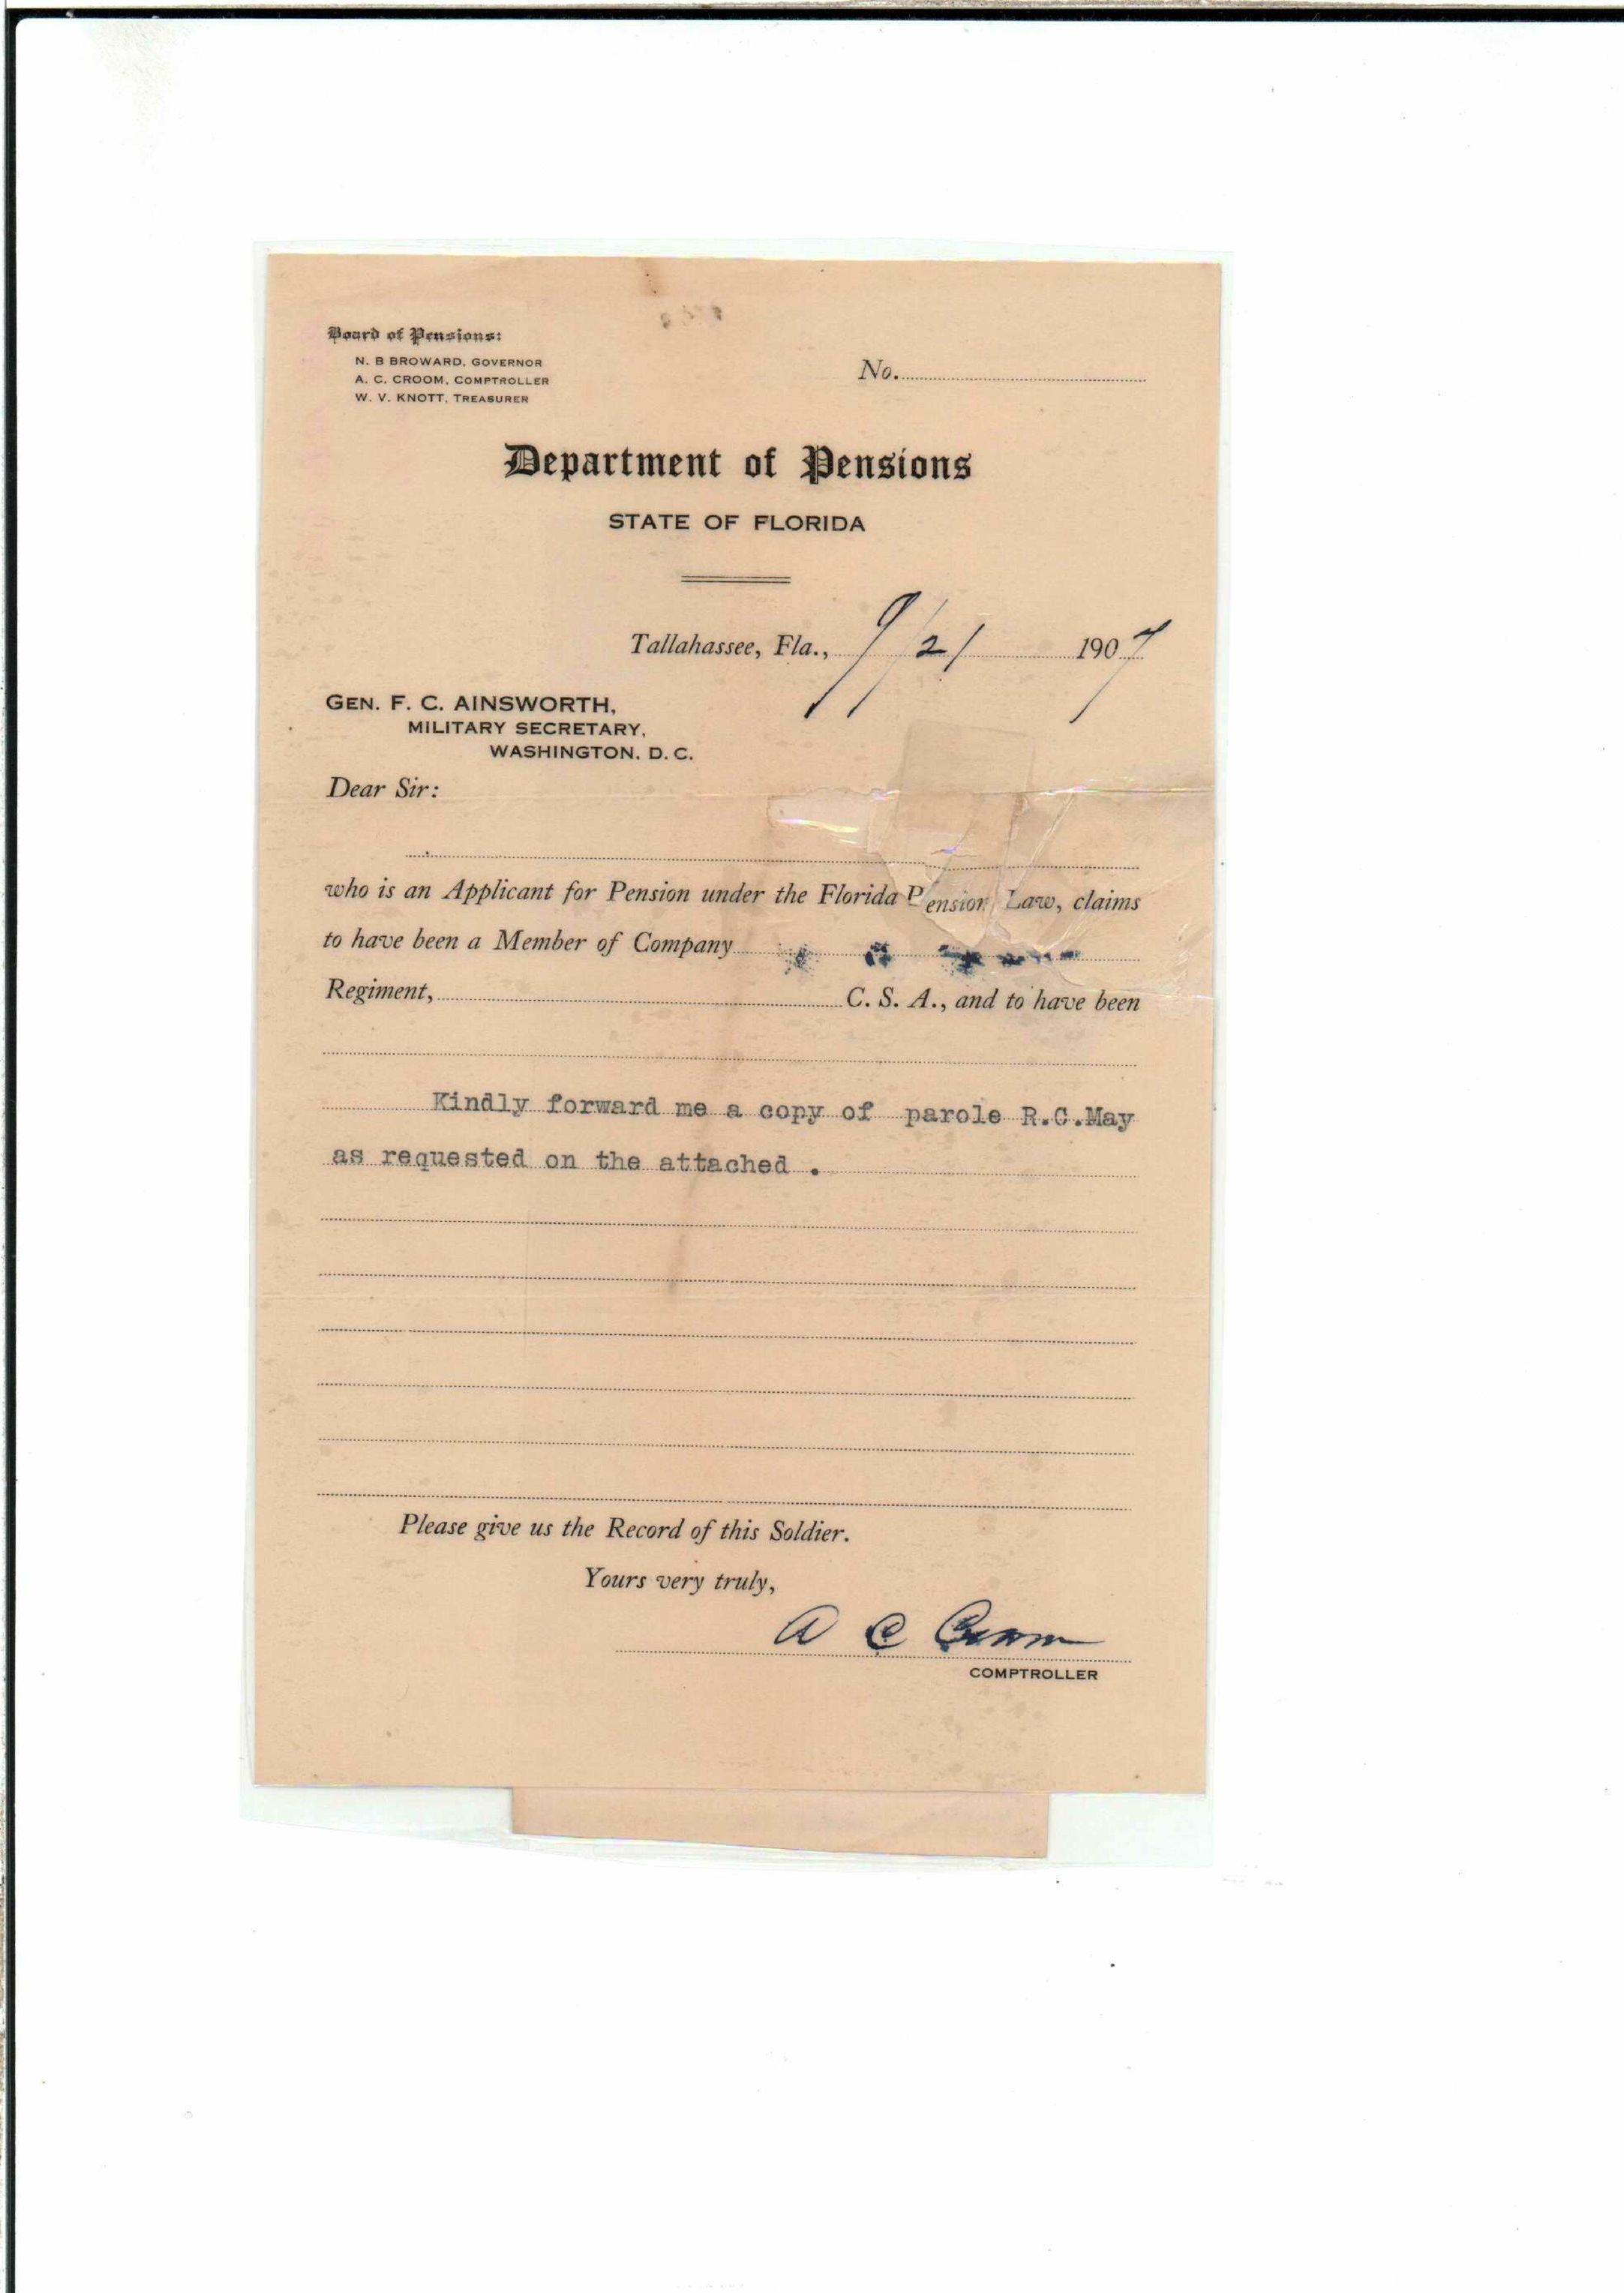 Board of Pensions:
N. B BROWARD, GOVERNOR
A. C. CROOM, COMPTROLLER
W. V. KNOTT, TREASURER
No.
Department of Pensions
STATE OF FLORIDA
Tallahassee, Fla., 9/21 1907
GEN. F. C. AINSWORTH,
MILITARY SECRETARY,
WASHINGTON. D. C.
Dear Sir:
who is an Applicant for Pension under the Florida Pension Law, claims
to have been a Member of Company
Regiment, C. S. A., and to have been
Kindly forward me a copy of parole R.C.May
as requested on the attached .
Please give us the Record of this Soldier.
Yours very truly,
A C Croom
COMPTROLLER